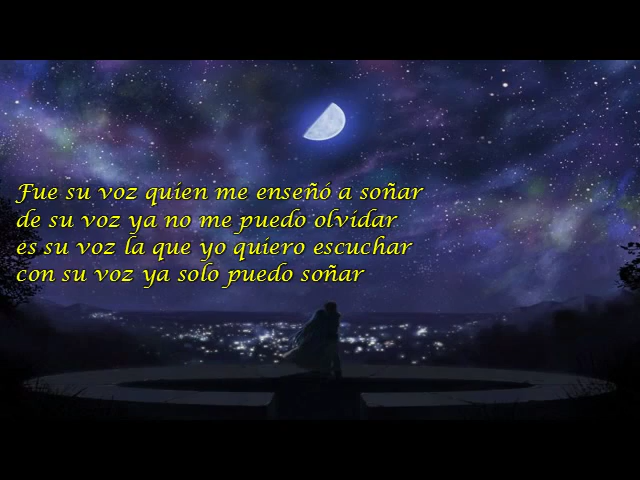 Fue su voz quien me enseñó a soñar
de su voz ya no me puedo olvidar
es su voz la que yo quiero escuchar
con su voz ya solo puedo soñar